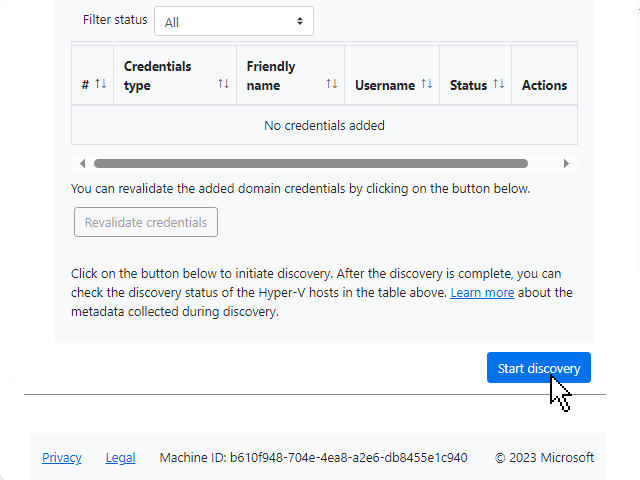 Filter status All
# ↑↓ Credentials type ↑↓ Friendly name ↑↓ Username ↑↓ Status ↑↓ Actions
No credentials added
You can revalidate the added domain credentials by clicking on the button below.
Revalidate credentials
Click on the button below to initiate discovery. After the discovery is complete, you can
check the discovery status of the Hyper-V hosts in the table above. Learn more about the
metadata collected during discovery.
Start discovery
Privacy Legal Machine ID: b610f948-704e-4ea8-a2e6-db8455e1c940 © 2023 Microsoft